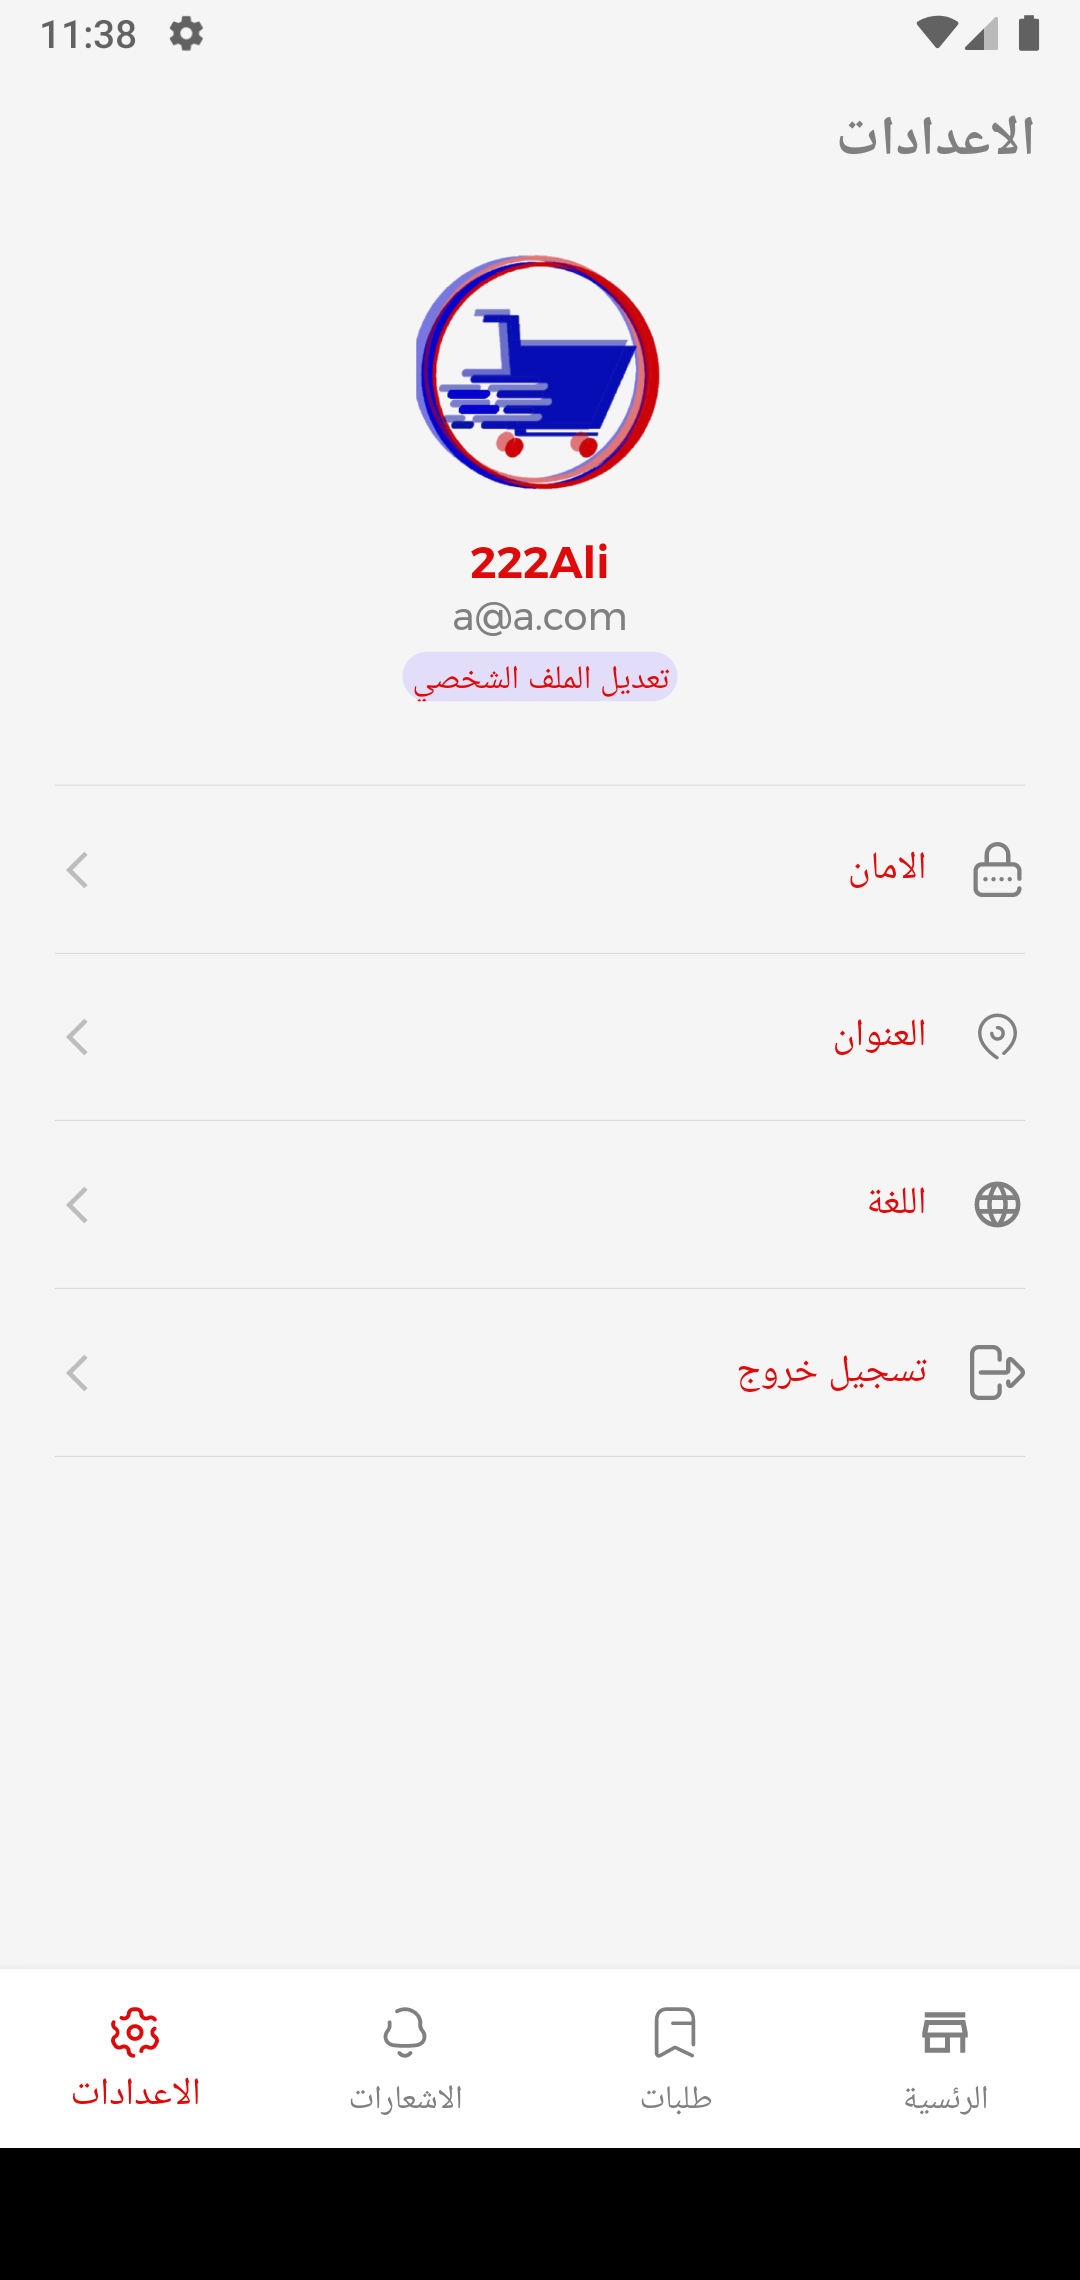 11:38
الاعدادات
222Ali
a@a.com
تعديل الملف الشخصي
الامان
العنوان
اللغة
تسجيل خروج
الرئسية
طلبات
الاشعارات
الاعدادات